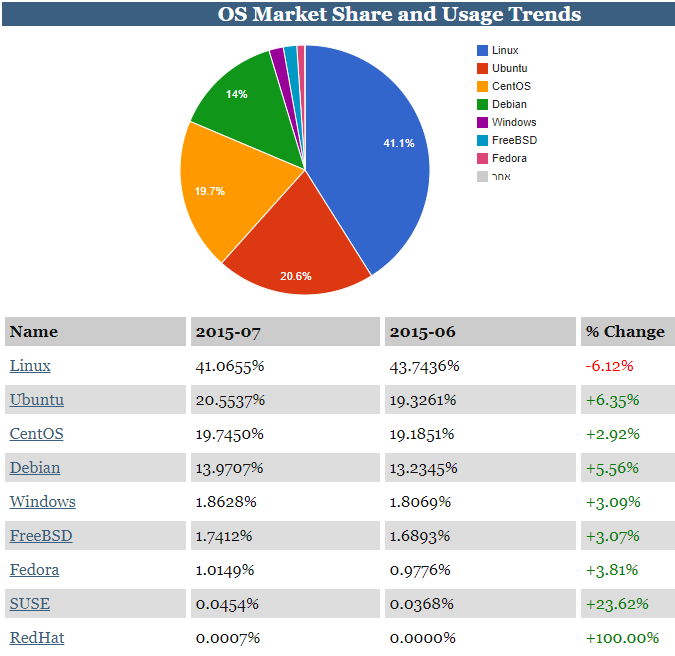 OS Market Share and Usage Trends
Linux
Ubuntu
CentOS
Debian
Windows
FreeBSD
Fedora
אחר
41.1%
20.6%
19.7%
14%
Name 2015-07 2015-06 % Change
Linux 41.0655% 43.7436% -6.12%
Ubuntu 20.5537% 19.3261% +6.35%
CentOS 19.7450% 19.1851% +2.92%
Debian 13.9707% 13.2345% +5.56%
Windows 1.8628% 1.8069% +3.09%
FreeBSD 1.7412% 1.6893% +3.07%
Fedora 1.0149% 0.9776% +3.81%
SUSE 0.0454% 0.0368% +23.62%
RedHat 0.0007% 0.0000% +100.00%